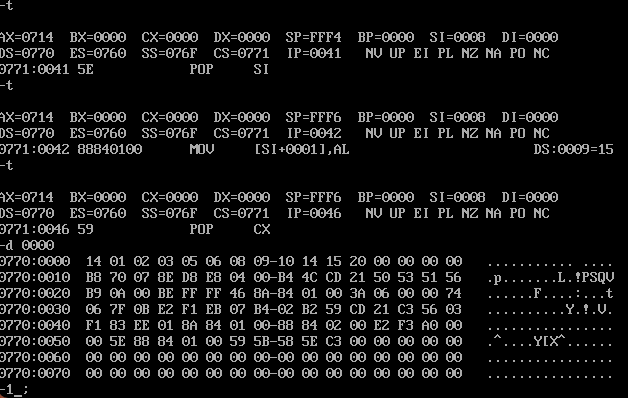 -t
AX=0714 BX=0000 CX=0000 DX=0000 SP=FFF4 BP=0000 SI=0008 DI=0000
DS=0770 ES=0760 SS=076F CS=0771 IP=0041 NV UP EI PL NZ NA PO NC
0771:0041 5E POP SI
-t
AX=0714 BX=0000 CX=0000 DX=0000 SP=FFF6 BP=0000 SI=0008 DI=0000
DS=0770 ES=0760 SS=076F CS=0771 IP=0042 NV UP EI PL NZ NA PO NC
0771:0042 88840100 MOV [SI+0001],AL DS:0009=15
-t
AX=0714 BX=0000 CX=0000 DX=0000 SP=FFF6 BP=0000 SI=0008 DI=0000
DS=0770 ES=0760 SS=076F CS=0771 IP=0046 NV UP EI PL NZ NA PO NC
0771:0046 59 POP CX
-d 0000
0770:0000 14 01 02 03 05 06 08 09-10 14 15 20 00 00 00 00 ........... ....
0770:0010 B8 70 07 8E D8 E8 04 00-B4 4C CD 21 50 53 51 56 .p.......L.!PSQV
0770:0020 B9 0A 00 BE FF FF 46 8A-84 01 00 3A 06 00 00 74 ......F....:...t
0770:0030 06 7F 0B E2 F1 EB 07 B4-02 B2 59 CD 21 C3 56 03 ..........Y.!.V.
0770:0040 F1 83 EE 01 8A 84 01 00-88 84 02 00 E2 F3 A0 00 ................
0770:0050 00 5E 88 84 01 00 59 5B-58 5E C3 00 00 00 00 00 .^....Y[X^......
0770:0060 00 00 00 00 00 00 00 00-00 00 00 00 00 00 00 00 ................
0770:0070 00 00 00 00 00 00 00 00-00 00 00 00 00 00 00 00 ................
-1_;